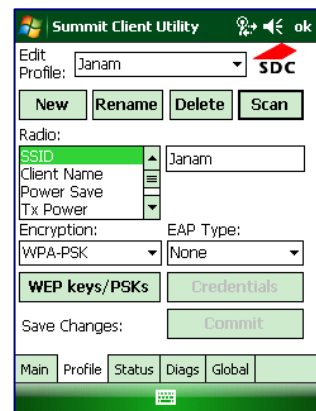 Summit Client Utility ok
Edit Profile: Janam
SDC
New Rename Delete Scan
Radio:
SSID Janam
Client Name
Power Save
Tx Power
Encryption: EAP Type:
WPA-PSK None
WEP keys/PSKs Credentials
Save Changes: Commit
Main Profile Status Diags Global